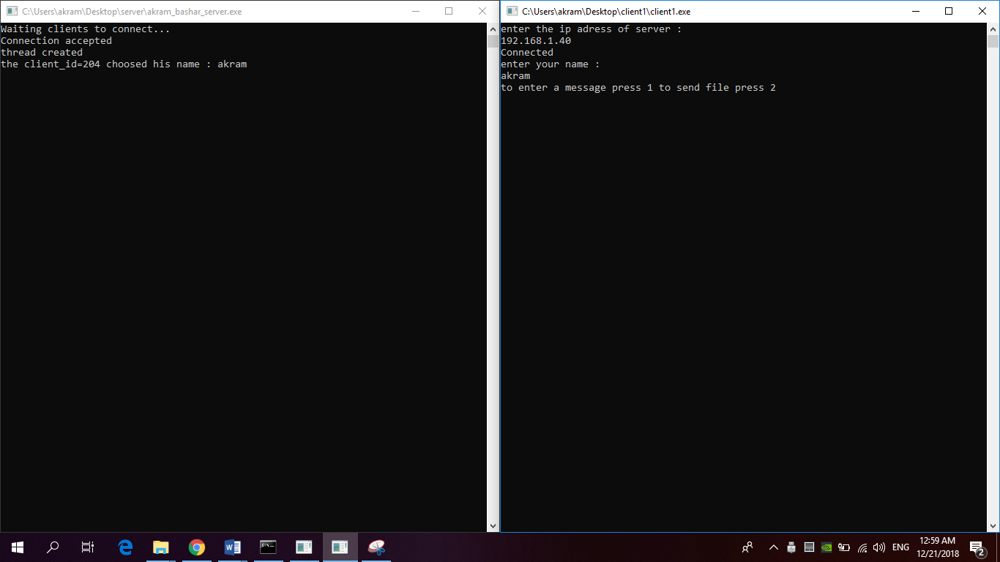 C:\Users\akram\Desktop\server\akram_bashar_server.exe
Waiting clients to connect...
Connection accepted
thread created
the client_id=204 choosed his name : akram
C:\Users\akram\Desktop\client1\client1.exe
enter the ip adress of server :
192.168.1.40
Connected
enter your name :
akram
to enter a message press 1 to send file press 2
ENG
12:59 AM
12/21/2018
2